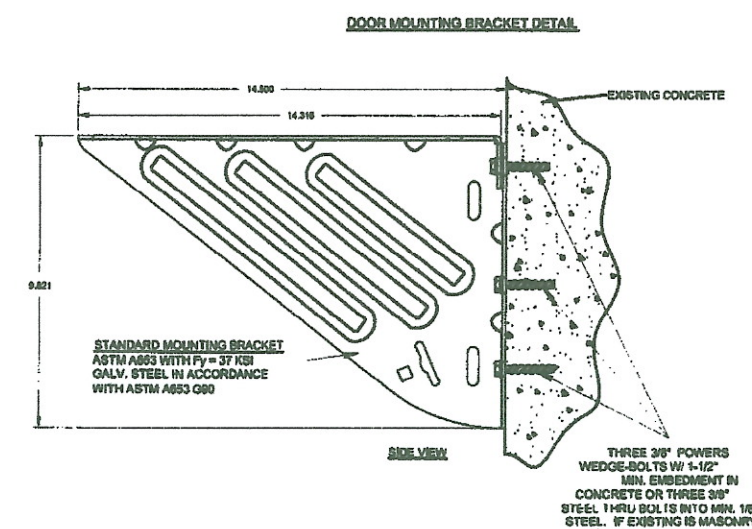 DOOR MOUNTING BRACKET DETAIL
14.500
14.316
EXISTING CONCRETE
9.821
STANDARD MOUNTING BRACKET
ASTM A653 WITH Fy = 37 KSI
GALV. STEEL IN ACCORDANCE
WITH ASTM A653 G90
SIDE VIEW
THREE 3/8" POWERS
WEDGE-BOLTS W/ 1-1/2"
MIN. EMBEDMENT IN
CONCRETE OR THREE 3/8"
STEEL THRU BOLTS INTO MIN.
STEEL. IF EXISTING IS